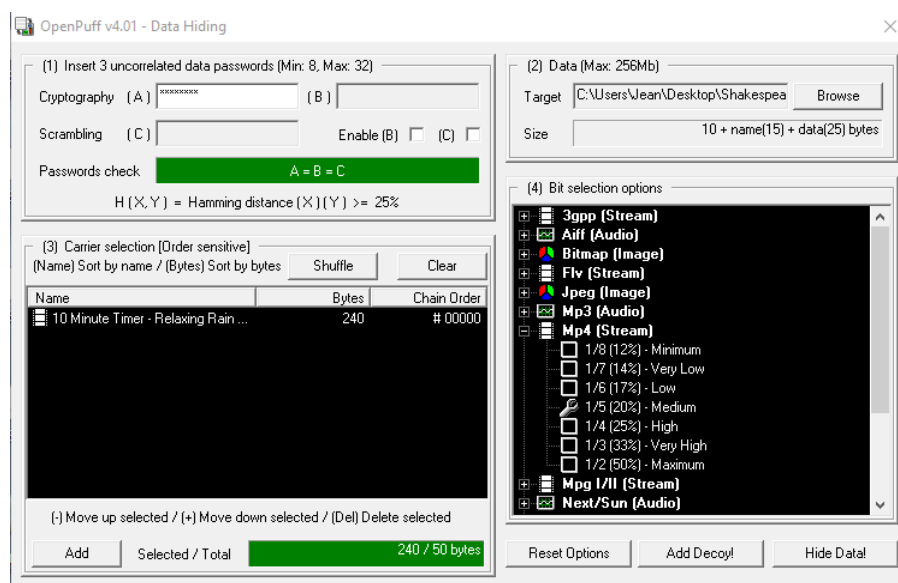 OpenPuff v4.01 - Data Hiding
(1) Insert 3 uncorrelated data passwords (Min: 8, Max: 32)
Cryptography (A) ******** (B)
Scrambling (C) Enable (B) (C)
Passwords check A = B = C
H (X, Y) = Hamming distance (X) (Y) >= 25%
(2) Data (Max: 256Mb)
Target C:\Users\Jean\Desktop\Shakespea Browse
Size 10 + name(15) + data(25) bytes
(3) Carrier selection [Order sensitive]
(Name) Sort by name / (Bytes) Sort by bytes Shuffle Clear
Name Bytes Chain Order
10 Minute Timer - Relaxing Rain ... 240 # 00000
(-) Move up selected / (+) Move down selected / (Del) Delete selected
Add Selected / Total 240 / 50 bytes
(4) Bit selection options
3gpp (Stream)
Aiff (Audio)
Bitmap (Image)
Flv (Stream)
Jpeg (Image)
Mp3 (Audio)
Mp4 (Stream)
1/8 (12%) - Minimum
1/7 (14%) - Very Low
1/6 (17%) - Low
1/5 (20%) - Medium
1/4 (25%) - High
1/3 (33%) - Very High
1/2 (50%) - Maximum
Mpg I/II (Stream)
Next/Sun (Audio)
Reset Options Add Decoy! Hide Data!